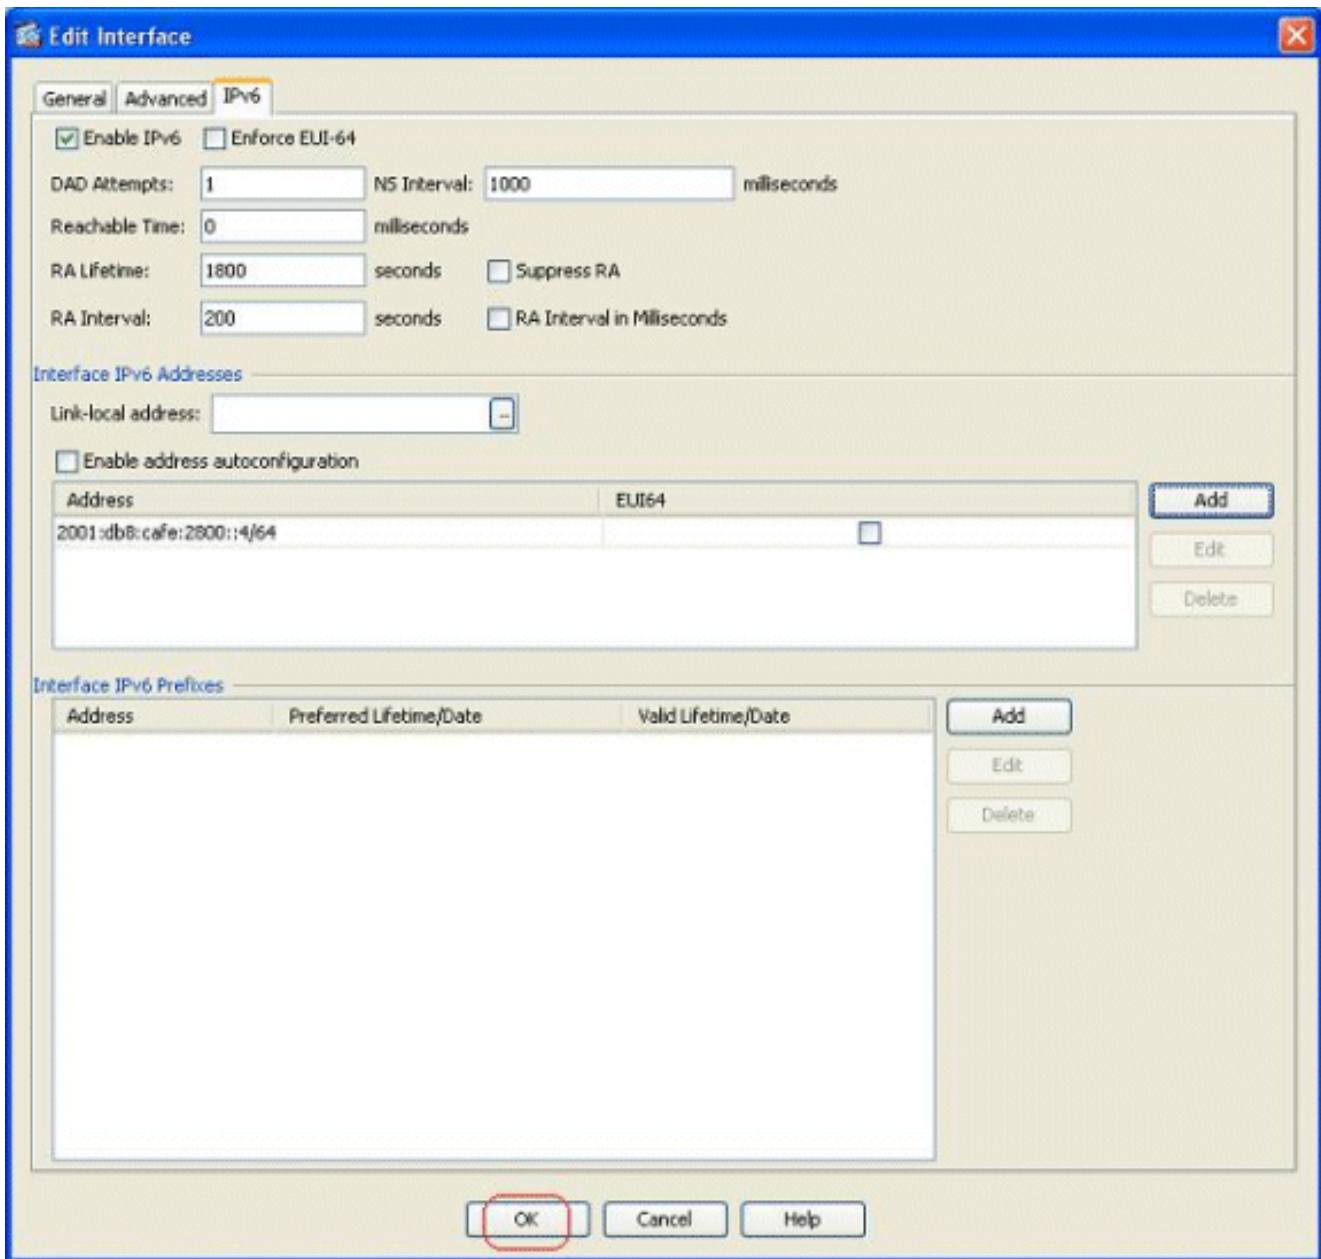 Edit Interface
General Advanced IPv6
Enable IPv6 Enforce EUI-64
DAD Attempts: 1 NS Interval: 1000 milliseconds
Reachable Time: 0 milliseconds
RA Lifetime: 1800 seconds Suppress RA
RA Interval: 200 seconds RA Interval in Milliseconds
Interface IPv6 Addresses
Link-local address: ...
Enable address autoconfiguration
Address EUI64 Add
2001:db8:cafe:2800::4/64
Edit
Delete
Interface IPv6 Prefixes
Address Preferred Lifetime/Date Valid Lifetime/Date Add
Edit
Delete
OK Cancel Help